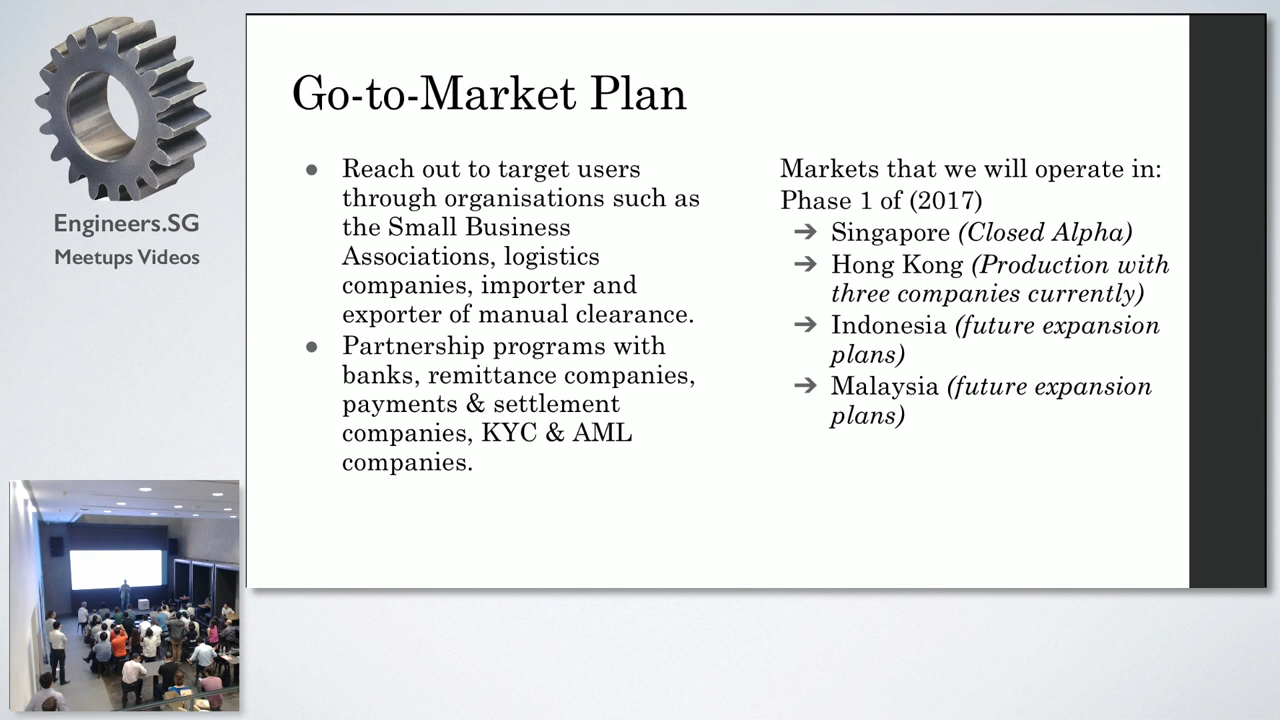 Engineers.SG
Meetups Videos
Go-to-Market Plan
● Reach out to target users
through organisations such as
the Small Business
Associations, logistics
companies, importer and
exporter of manual clearance.
● Partnership programs with
banks, remittance companies,
payments & settlement
companies, KYC & AML
companies.
Markets that we will operate in:
Phase 1 of (2017)
➔ Singapore (Closed Alpha)
➔ Hong Kong (Production with
three companies currently)
➔ Indonesia (future expansion
plans)
➔ Malaysia (future expansion
plans)